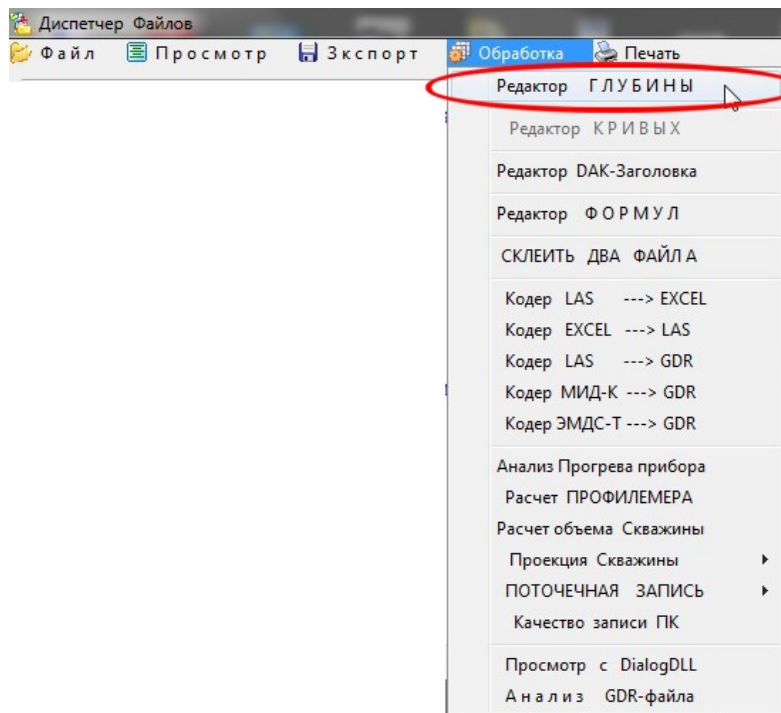 Диспетчер Файлов
Файл Просмотр Зкспорт Обработка Печать
Редактор ГЛУБИНЫ
Редактор КРИВЫХ
Редактор DAK-Заголовка
Редактор ФОРМУЛ
СКЛЕИТЬ ДВА ФАЙЛА
Кодер LAS ---> EXCEL
Кодер EXCEL ---> LAS
Кодер LAS ---> GDR
Кодер МИД-К ---> GDR
Кодер ЭМДС-Т ---> GDR
Анализ Прогрева прибора
Расчет ПРОФИЛЕМЕРА
Расчет объема Скважины
Проекция Скважины
ПОТОЧЕЧНАЯ ЗАПИСЬ
Качество записи ПК
Просмотр с DialogDLL
Анализ GDR-файла